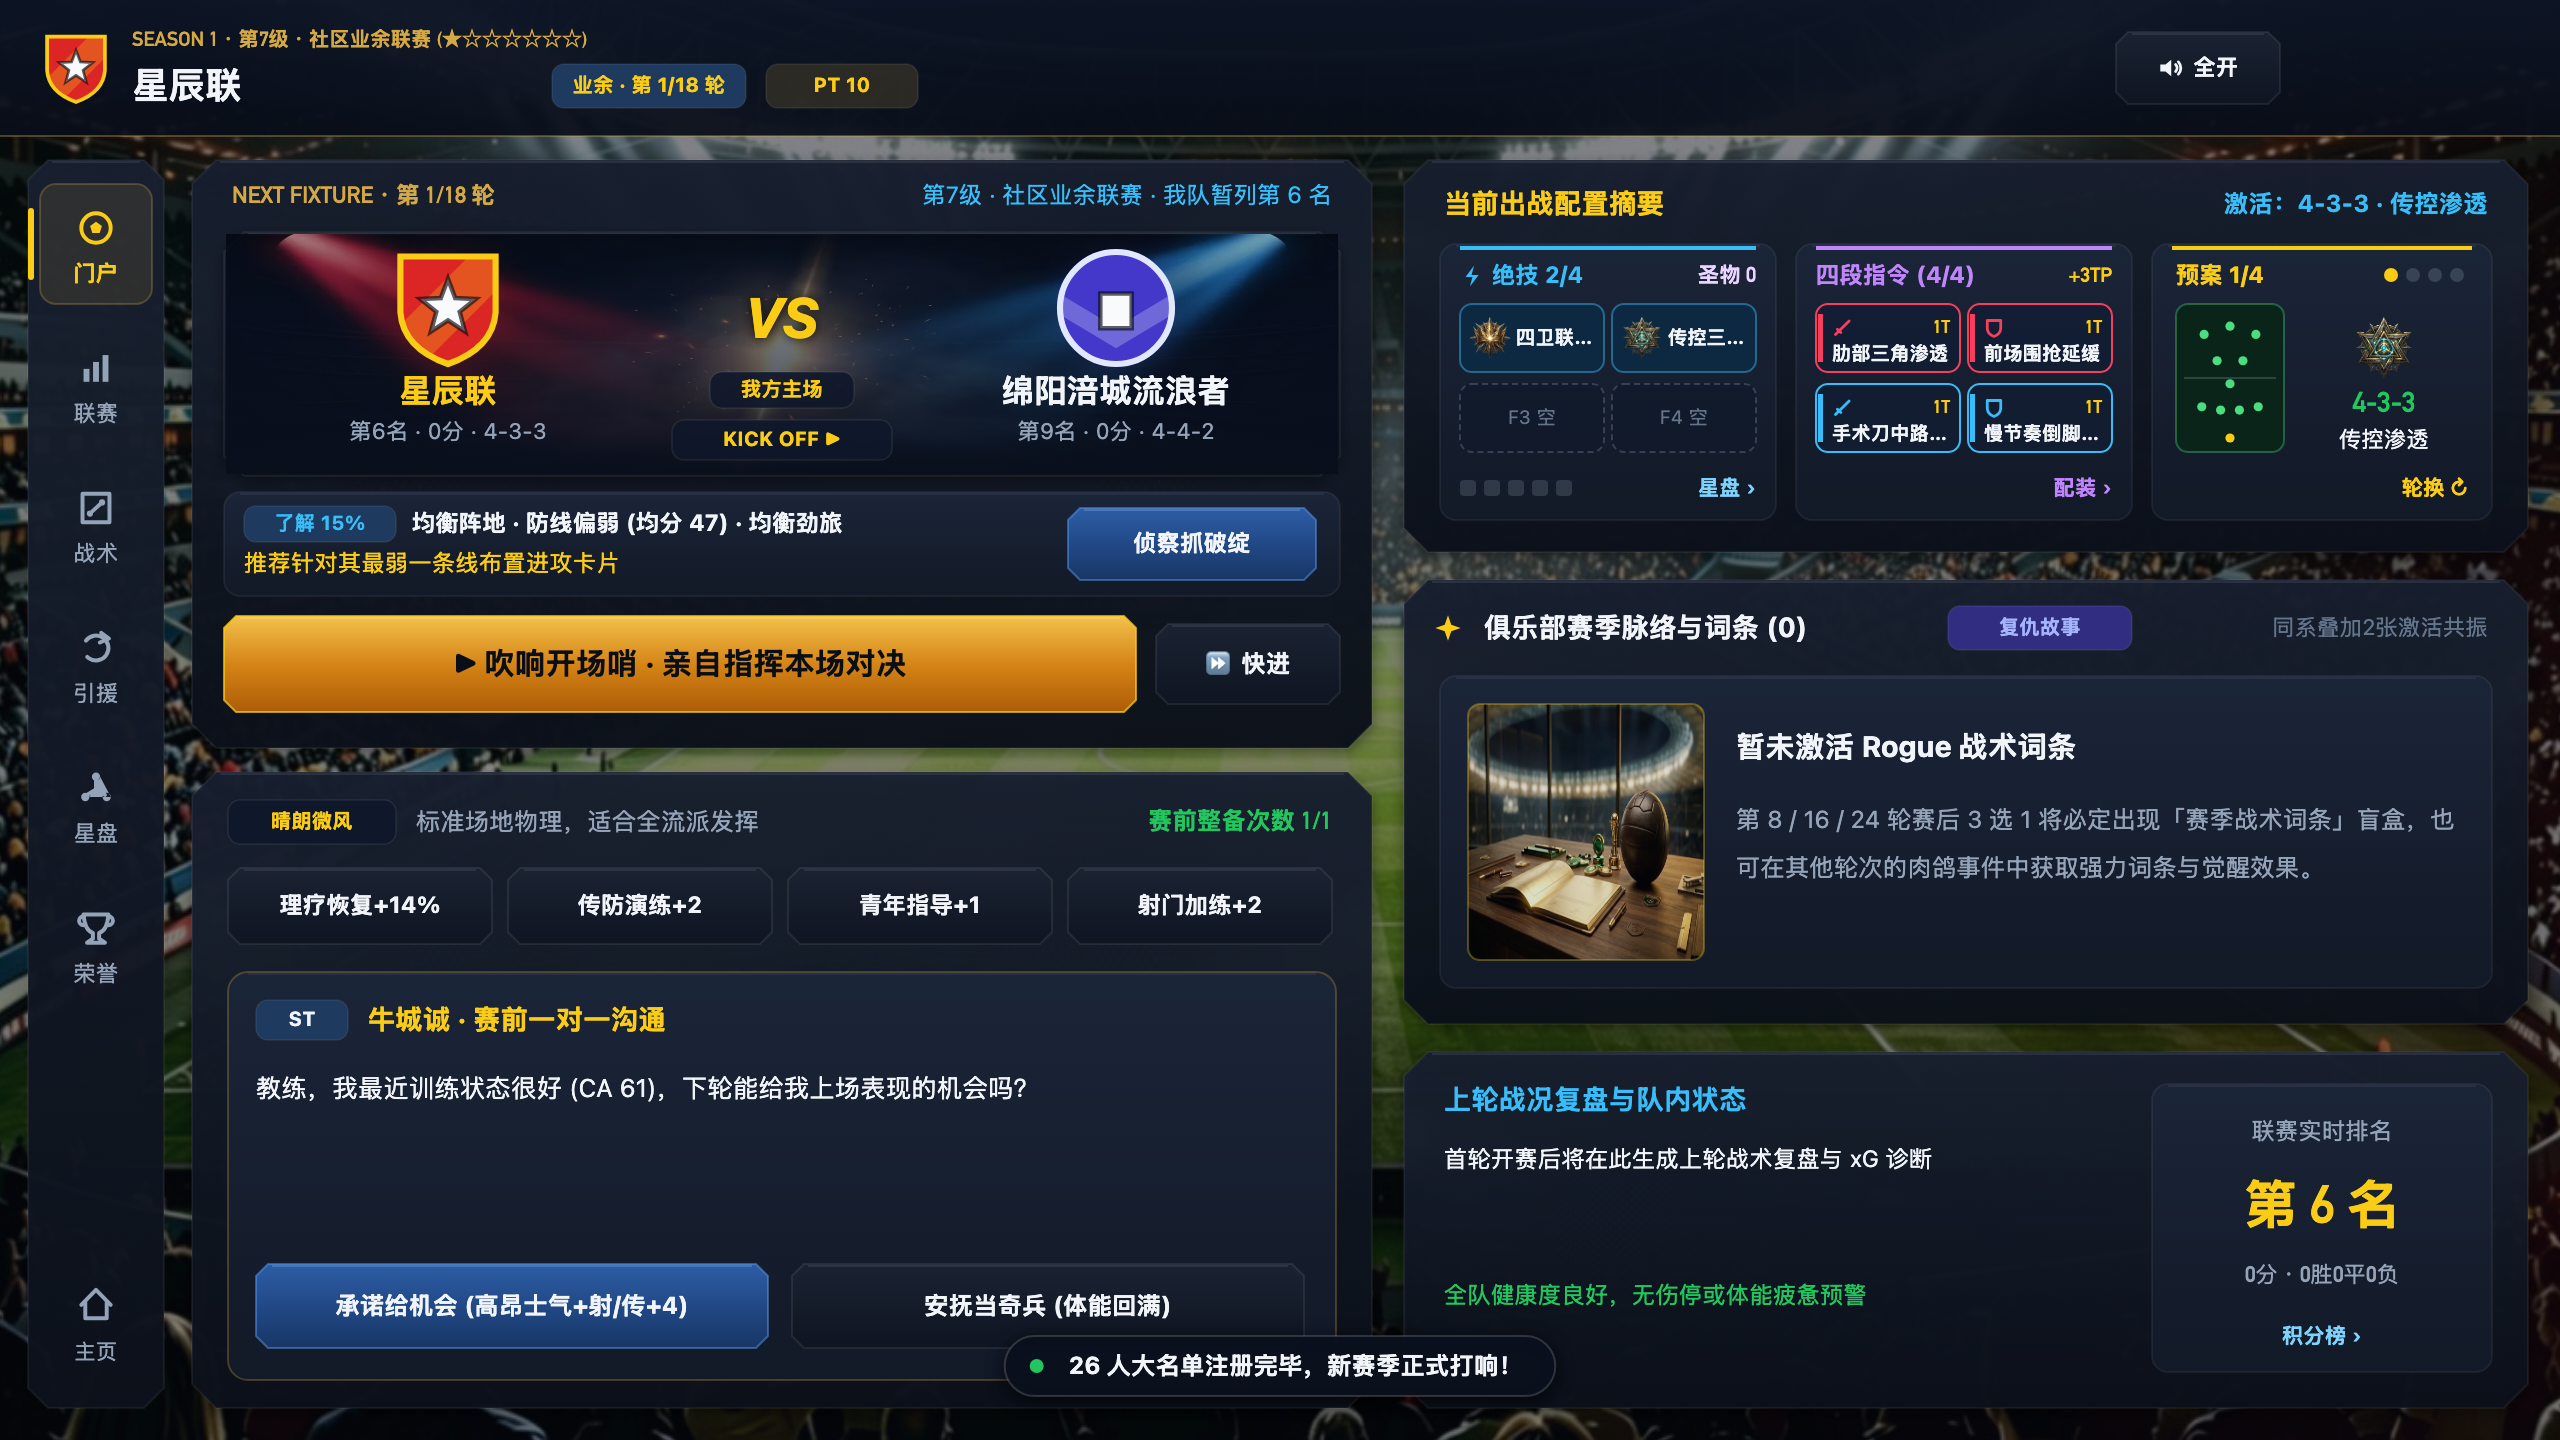 SEASON 1 · 第7级 · 社区业余联赛 (★☆☆☆☆☆☆)
星辰联
业余 · 第 1/18 轮
PT 10
全开
门户
联赛
战术
引援
星盘
荣誉
主页
NEXT FIXTURE · 第 1/18 轮
第7级 · 社区业余联赛 · 我队暂列第 6 名
星辰联
第6名 · 0分 · 4-3-3
VS
我方主场
KICK OFF ▶
绵阳涪城流浪者
第9名 · 0分 · 4-4-2
了解 15%
均衡阵地 · 防线偏弱 (均分 47) · 均衡劲旅
推荐针对其最弱一条线布置进攻卡片
侦察抓破绽
▶ 吹响开场哨 · 亲自指挥本场对决
⏩ 快进
晴朗微风
标准场地物理，适合全流派发挥
赛前整备次数 1/1
理疗恢复+14%
传防演练+2
青年指导+1
射门加练+2
ST
牛城诚 · 赛前一对一沟通
教练，我最近训练状态很好 (CA 61)，下轮能给我上场表现的机会吗?
承诺给机会 (高昂士气+射/传+4)
安抚当奇兵 (体能回满)
当前出战配置摘要
激活：4-3-3 · 传控渗透
绝技 2/4
圣物 0
四卫联...
传控三...
F3 空
F4 空
星盘 ›
四段指令 (4/4)
+3TP
1T
肋部三角渗透
1T
前场围抢延缓
1T
手术刀中路...
1T
慢节奏倒脚...
配装 ›
预案 1/4
4-3-3
传控渗透
轮换 ↻
俱乐部赛季脉络与词条 (0)
复仇故事
同系叠加2张激活共振
暂未激活 Rogue 战术词条
第 8 / 16 / 24 轮赛后 3 选 1 将必定出现「赛季战术词条」盲盒，也
可在其他轮次的肉鸽事件中获取强力词条与觉醒效果。
上轮战况复盘与队内状态
首轮开赛后将在此生成上轮战术复盘与 xG 诊断
全队健康度良好，无伤停或体能疲惫预警
联赛实时排名
第 6 名
0分 · 0胜0平0负
积分榜 ›
26 人大名单注册完毕，新赛季正式打响！